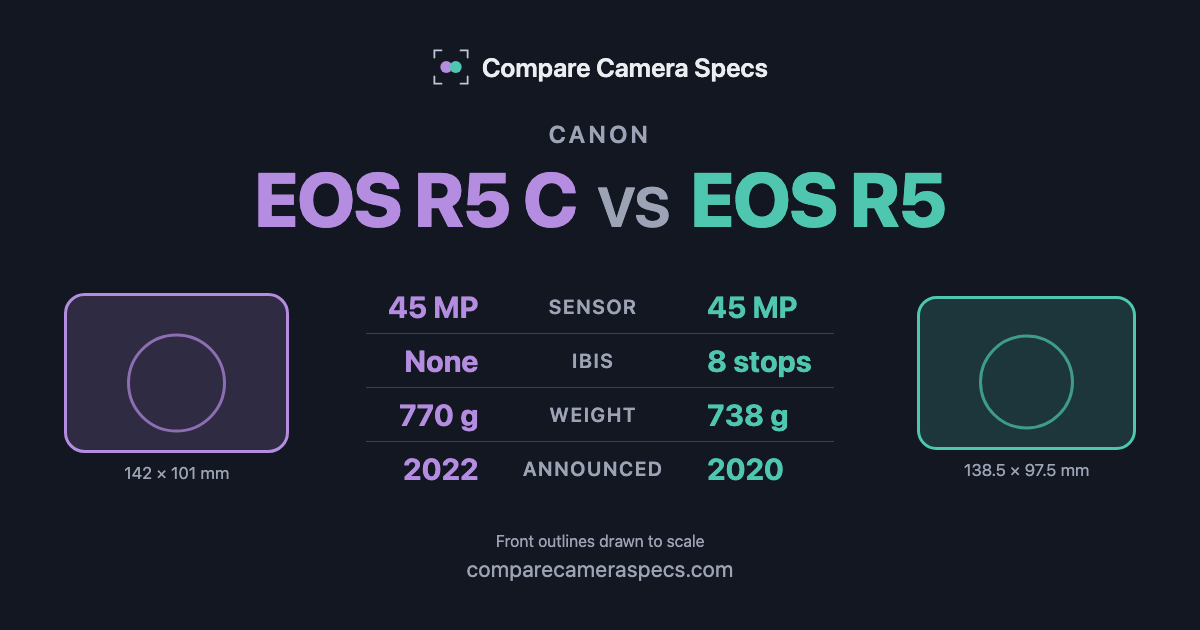 Compare Camera Specs
CANON
EOS R5 C vs EOS R5
45 MP SENSOR 45 MP
None IBIS 8 stops
770 g WEIGHT 738 g
2022 ANNOUNCED 2020
142 × 101 mm
138.5 × 97.5 mm
Front outlines drawn to scale
comparecameraspecs.com